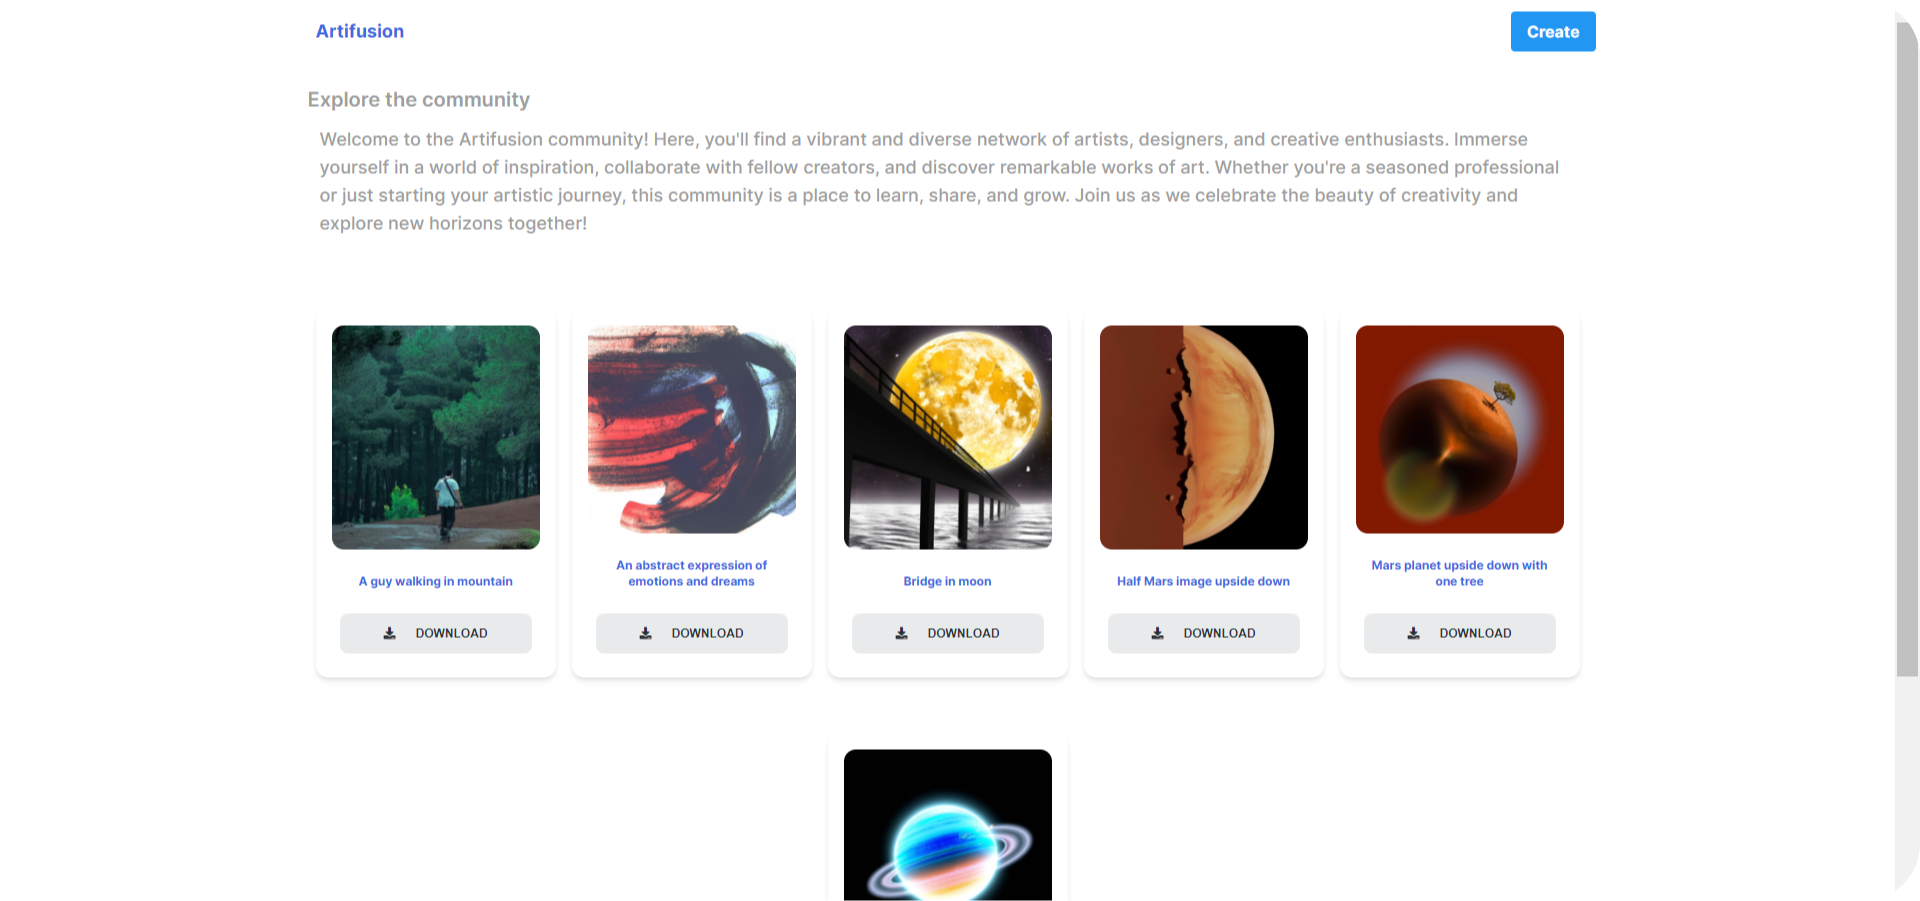 Artifusion
Create
Explore the community
Welcome to the Artifusion community! Here, you'll find a vibrant and diverse network of artists, designers, and creative enthusiasts. Immerse
yourself in a world of inspiration, collaborate with fellow creators, and discover remarkable works of art. Whether you're a seasoned professional
or just starting your artistic journey, this community is a place to learn, share, and grow. Join us as we celebrate the beauty of creativity and
explore new horizons together!
A guy walking in mountain
DOWNLOAD
An abstract expression of
emotions and dreams
DOWNLOAD
Bridge in moon
DOWNLOAD
Half Mars image upside down
DOWNLOAD
Mars planet upside down with
one tree
DOWNLOAD